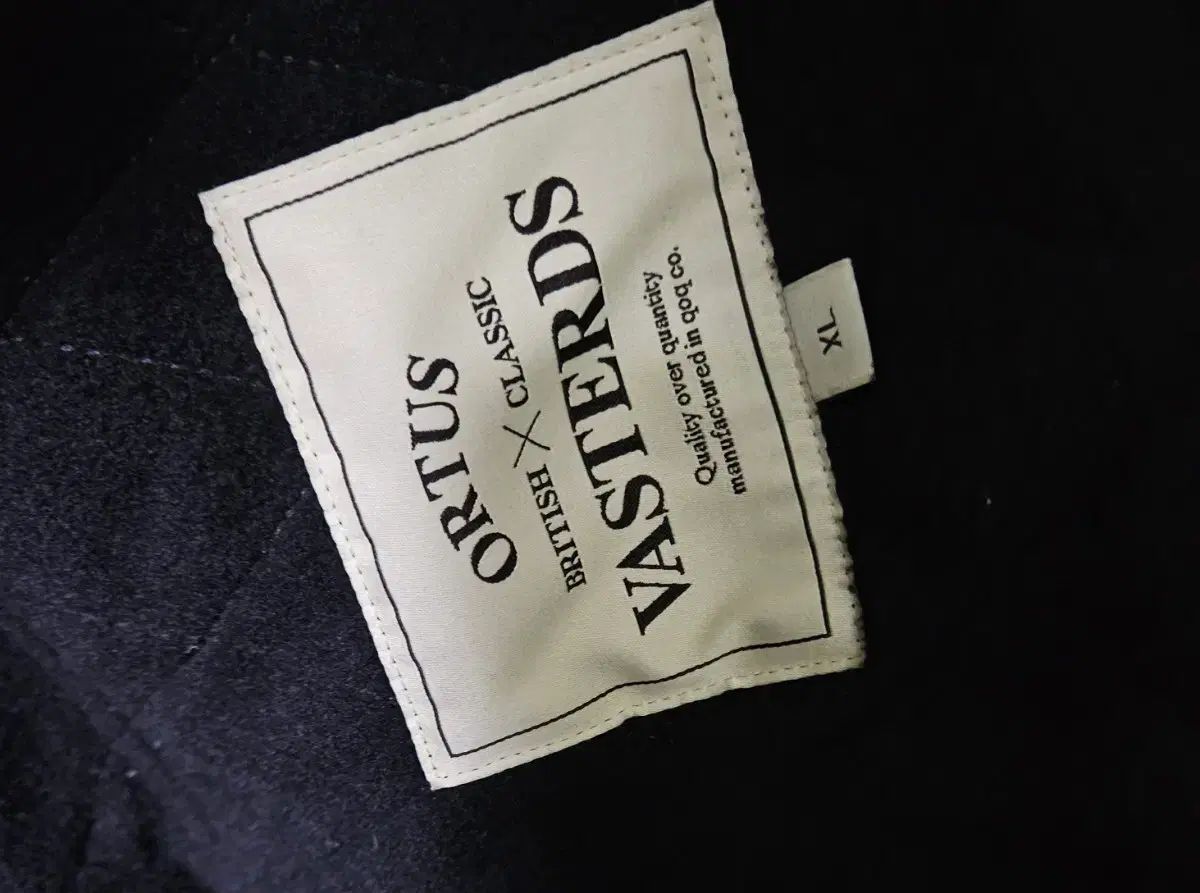 ORTUS
BRITISH X CLASSIC
VASTERDS
Quality over quantity
manufactured in qoq co.
XL